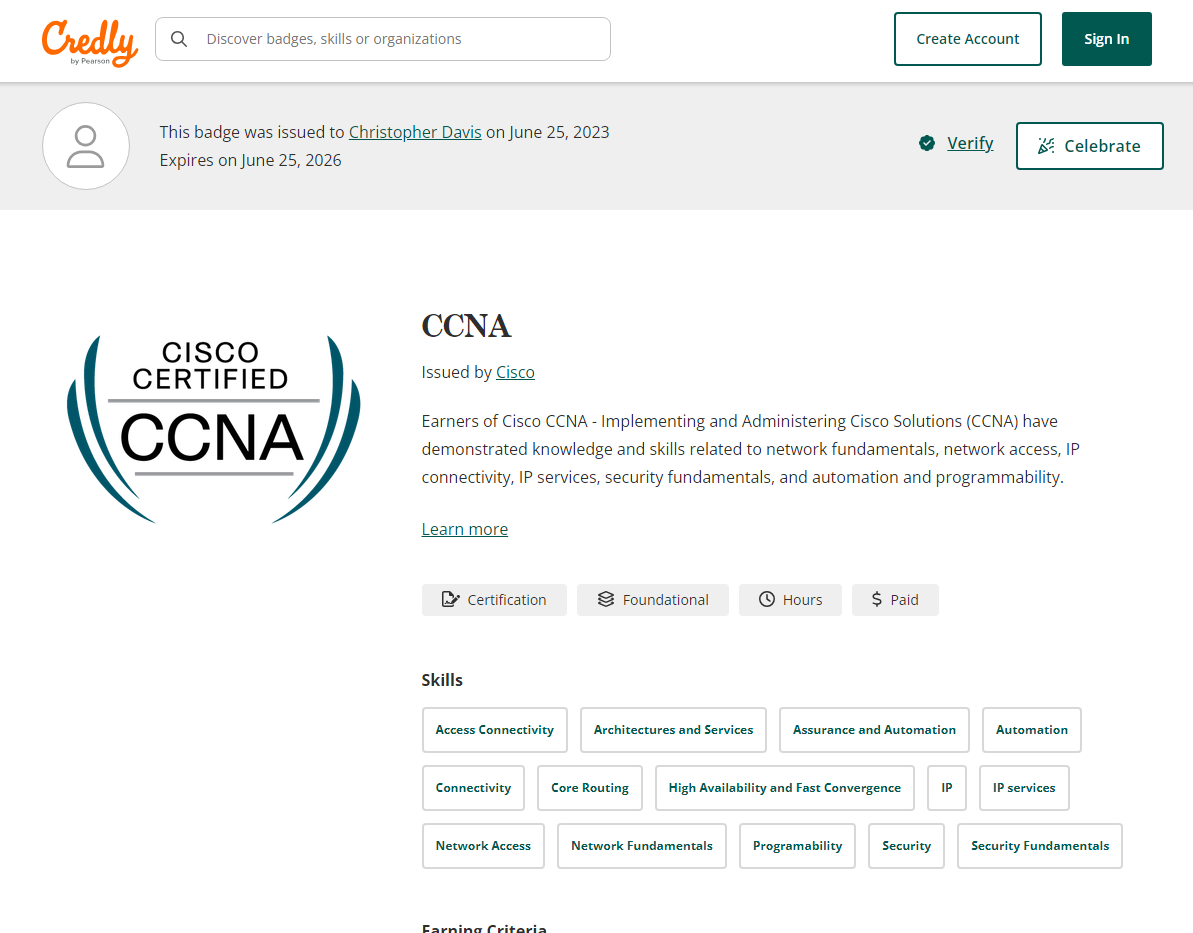 Credly
by Pearson
Discover badges, skills or organizations
Create Account
Sign In
This badge was issued to Christopher Davis on June 25, 2023
Expires on June 25, 2026
Verify
Celebrate
CISCO
CERTIFIED
CCNA
CCNA
Issued by Cisco
Earners of Cisco CCNA - Implementing and Administering Cisco Solutions (CCNA) have
demonstrated knowledge and skills related to network fundamentals, network access, IP
connectivity, IP services, security fundamentals, and automation and programmability.
Learn more
Certification
Foundational
Hours
$ Paid
Skills
Access Connectivity
Architectures and Services
Assurance and Automation
Automation
Connectivity
Core Routing
High Availability and Fast Convergence
IP
IP services
Network Access
Network Fundamentals
Programability
Security
Security Fundamentals
Earning Criteria